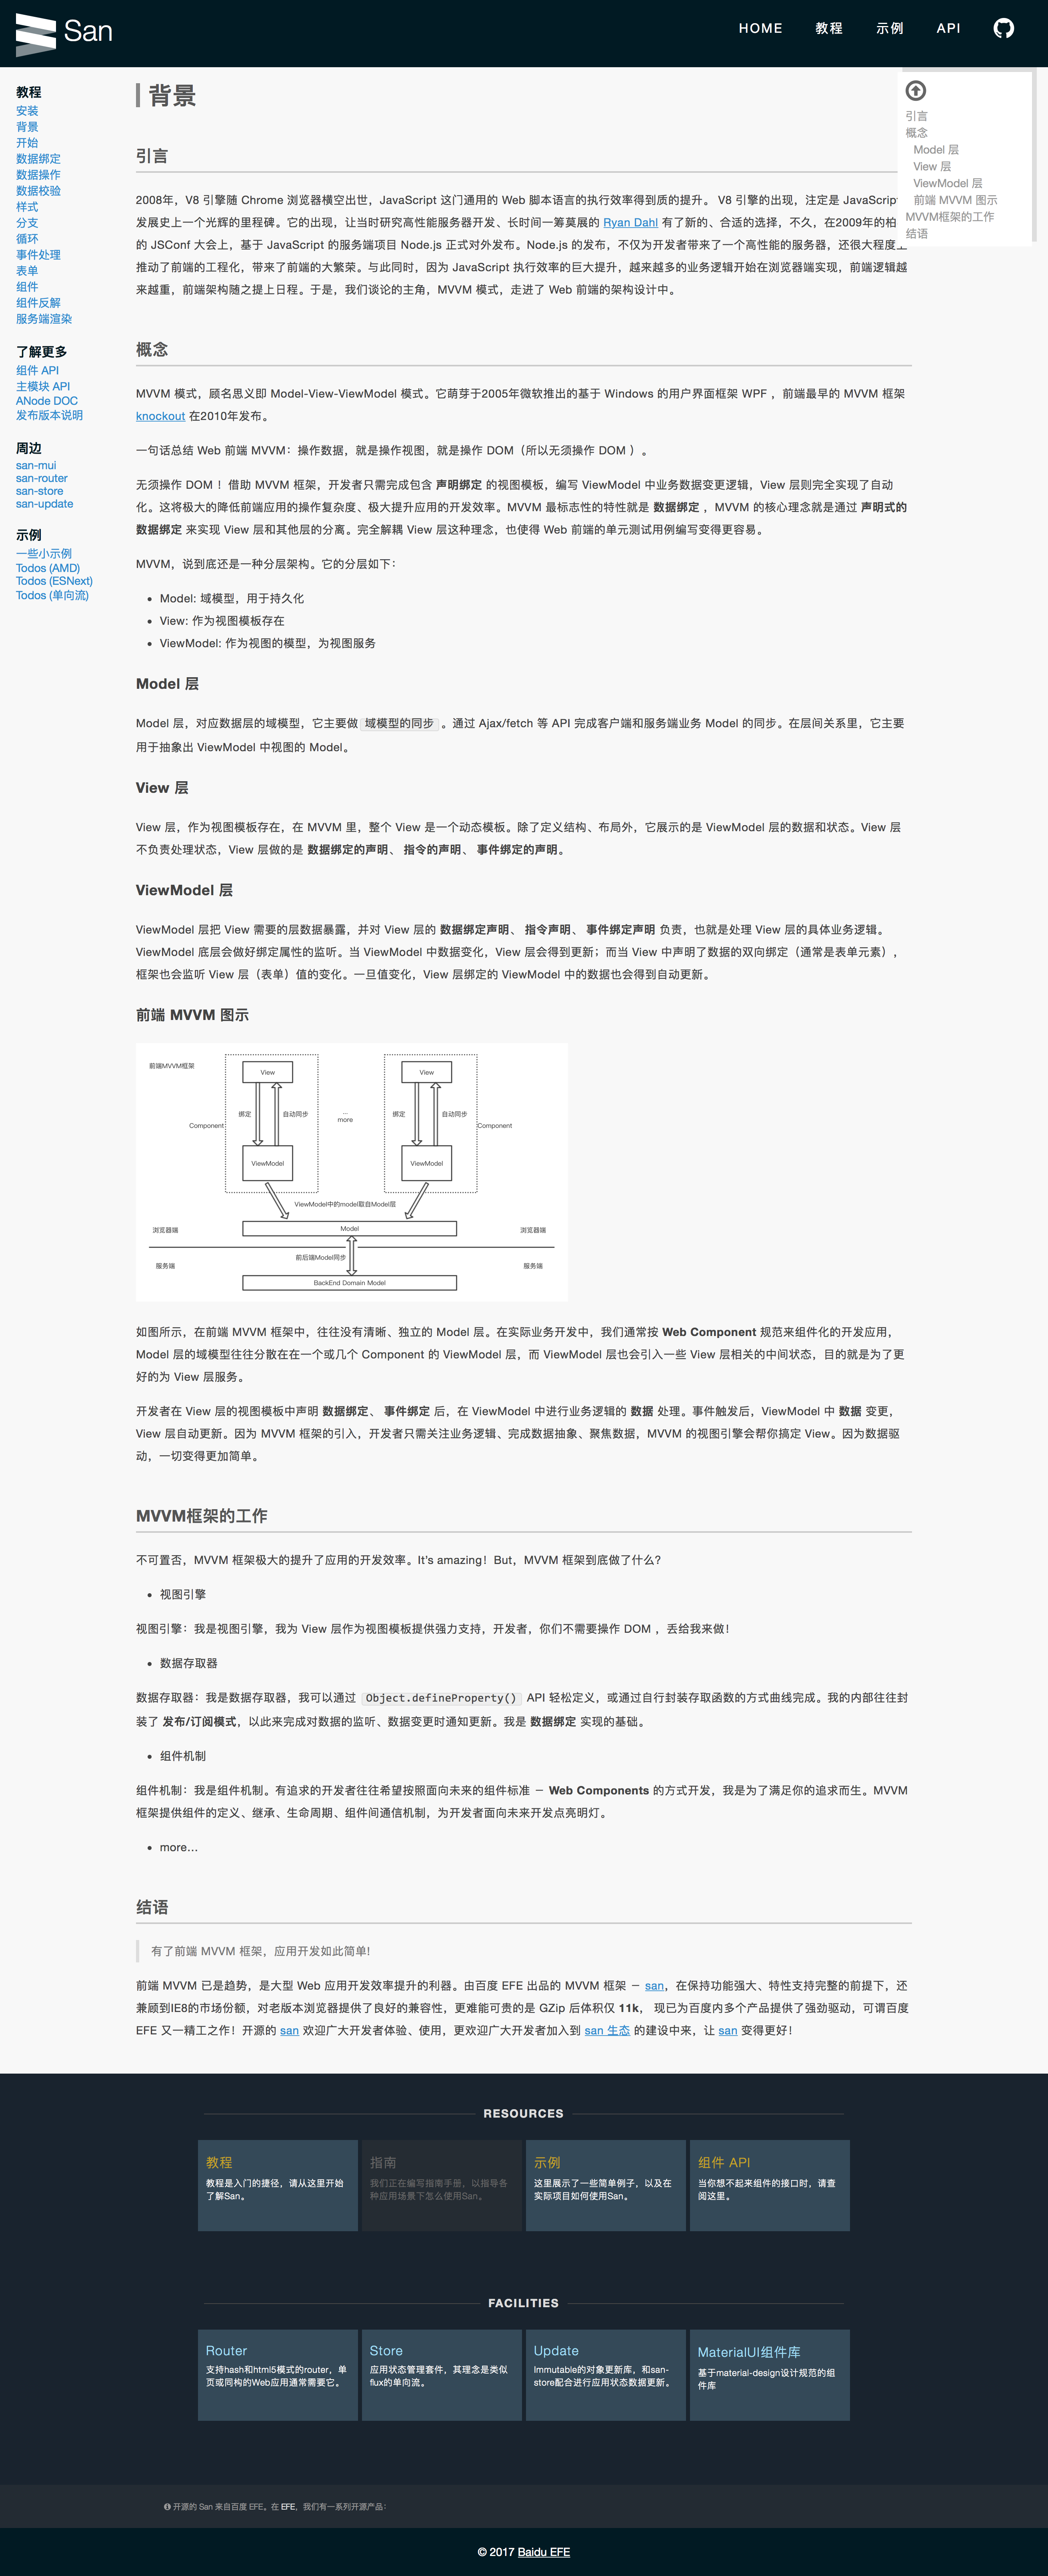 San
HOME 教程 示例 API
教程
安装
背景
开始
数据绑定
数据操作
数据校验
样式
分支
循环
事件处理
表单
组件
组件反解
服务端渲染
了解更多
组件 API
主模块 API
ANode DOC
发布版本说明
周边
san-mui
san-router
san-store
san-update
示例
一些小示例
Todos (AMD)
Todos (ESNext)
Todos (单向流)
引言
概念
Model 层
View 层
ViewModel 层
前端 MVVM 图示
MVVM框架的工作
结语
背景
引言
2008年，V8 引擎随 Chrome 浏览器横空出世，JavaScript 这门通用的 Web 脚本语言的执行效率得到质的提升。 V8 引擎的出现，注定是 JavaScript
发展史上一个光辉的里程碑。它的出现，让当时研究高性能服务器开发、长时间一筹莫展的 Ryan Dahl 有了新的、合适的选择，不久，在2009年的柏
的 JSConf 大会上，基于 JavaScript 的服务端项目 Node.js 正式对外发布。Node.js 的发布，不仅为开发者带来了一个高性能的服务器，还很大程度上
推动了前端的工程化，带来了前端的大繁荣。与此同时，因为 JavaScript 执行效率的巨大提升，越来越多的业务逻辑开始在浏览器端实现，前端逻辑越
来越重，前端架构随之提上日程。于是，我们谈论的主角，MVVM 模式，走进了 Web 前端的架构设计中。
概念
MVVM 模式，顾名思义即 Model-View-ViewModel 模式。它萌芽于2005年微软推出的基于 Windows 的用户界面框架 WPF ，前端最早的 MVVM 框架
knockout 在2010年发布。
一句话总结 Web 前端 MVVM：操作数据，就是操作视图，就是操作 DOM（所以无须操作 DOM ）。
无须操作 DOM ！借助 MVVM 框架，开发者只需完成包含 声明绑定 的视图模板，编写 ViewModel 中业务数据变更逻辑，View 层则完全实现了自动
化。这将极大的降低前端应用的操作复杂度、极大提升应用的开发效率。MVVM 最标志性的特性就是 数据绑定 ，MVVM 的核心理念就是通过 声明式的
数据绑定 来实现 View 层和其他层的分离。完全解耦 View 层这种理念，也使得 Web 前端的单元测试用例编写变得更容易。
MVVM，说到底还是一种分层架构。它的分层如下：
• Model: 域模型，用于持久化
• View: 作为视图模板存在
• ViewModel: 作为视图的模型，为视图服务
Model 层
Model 层，对应数据层的域模型，它主要做 域模型的同步 。通过 Ajax/fetch 等 API 完成客户端和服务端业务 Model 的同步。在层间关系里，它主要
用于抽象出 ViewModel 中视图的 Model。
View 层
View 层，作为视图模板存在，在 MVVM 里，整个 View 是一个动态模板。除了定义结构、布局外，它展示的是 ViewModel 层的数据和状态。View 层
不负责处理状态，View 层做的是 数据绑定的声明、 指令的声明、 事件绑定的声明。
ViewModel 层
ViewModel 层把 View 需要的层数据暴露，并对 View 层的 数据绑定声明、 指令声明、 事件绑定声明 负责，也就是处理 View 层的具体业务逻辑。
ViewModel 底层会做好绑定属性的监听。当 ViewModel 中数据变化，View 层会得到更新；而当 View 中声明了数据的双向绑定（通常是表单元素），
框架也会监听 View 层（表单）值的变化。一旦值变化，View 层绑定的 ViewModel 中的数据也会得到自动更新。
前端 MVVM 图示
前端MVVM框架
View View
绑定 自动同步 ... 绑定 自动同步
more
Component Component
ViewModel ViewModel
ViewModel中的model取自Model层
浏览器端 Model 浏览器端
前后端Model同步
服务端 服务端
BackEnd Domain Model
如图所示，在前端 MVVM 框架中，往往没有清晰、独立的 Model 层。在实际业务开发中，我们通常按 Web Component 规范来组件化的开发应用，
Model 层的域模型往往分散在在一个或几个 Component 的 ViewModel 层，而 ViewModel 层也会引入一些 View 层相关的中间状态，目的就是为了更
好的为 View 层服务。
开发者在 View 层的视图模板中声明 数据绑定、 事件绑定 后，在 ViewModel 中进行业务逻辑的 数据 处理。事件触发后，ViewModel 中 数据 变更，
View 层自动更新。因为 MVVM 框架的引入，开发者只需关注业务逻辑、完成数据抽象、聚焦数据，MVVM 的视图引擎会帮你搞定 View。因为数据驱
动，一切变得更加简单。
MVVM框架的工作
不可置否，MVVM 框架极大的提升了应用的开发效率。It's amazing！But，MVVM 框架到底做了什么？
• 视图引擎
视图引擎：我是视图引擎，我为 View 层作为视图模板提供强力支持，开发者，你们不需要操作 DOM ，丢给我来做！
• 数据存取器
数据存取器：我是数据存取器，我可以通过 Object.defineProperty() API 轻松定义，或通过自行封装存取函数的方式曲线完成。我的内部往往封
装了 发布/订阅模式，以此来完成对数据的监听、数据变更时通知更新。我是 数据绑定 实现的基础。
• 组件机制
组件机制：我是组件机制。有追求的开发者往往希望按照面向未来的组件标准 － Web Components 的方式开发，我是为了满足你的追求而生。MVVM
框架提供组件的定义、继承、生命周期、组件间通信机制，为开发者面向未来开发点亮明灯。
• more…
结语
有了前端 MVVM 框架，应用开发如此简单！
前端 MVVM 已是趋势，是大型 Web 应用开发效率提升的利器。由百度 EFE 出品的 MVVM 框架 － san，在保持功能强大、特性支持完整的前提下，还
兼顾到IE8的市场份额，对老版本浏览器提供了良好的兼容性，更难能可贵的是 GZip 后体积仅 11k， 现已为百度内多个产品提供了强劲驱动，可谓百度
EFE 又一精工之作！开源的 san 欢迎广大开发者体验、使用，更欢迎广大开发者加入到 san 生态 的建设中来，让 san 变得更好！
RESOURCES
教程
教程是入门的捷径，请从这里开始
了解San。
指南
我们正在编写指南手册，以指导各
种应用场景下怎么使用San。
示例
这里展示了一些简单例子，以及在
实际项目如何使用San。
组件 API
当你想不起来组件的接口时，请查
阅这里。
FACILITIES
Router
支持hash和html5模式的router，单
页或同构的Web应用通常需要它。
Store
应用状态管理套件，其理念是类似
flux的单向流。
Update
Immutable的对象更新库，和san-
store配合进行应用状态数据更新。
MaterialUI组件库
基于material-design设计规范的组
件库
开源的 San 来自百度 EFE。在 EFE，我们有一系列开源产品：
© 2017 Baidu EFE